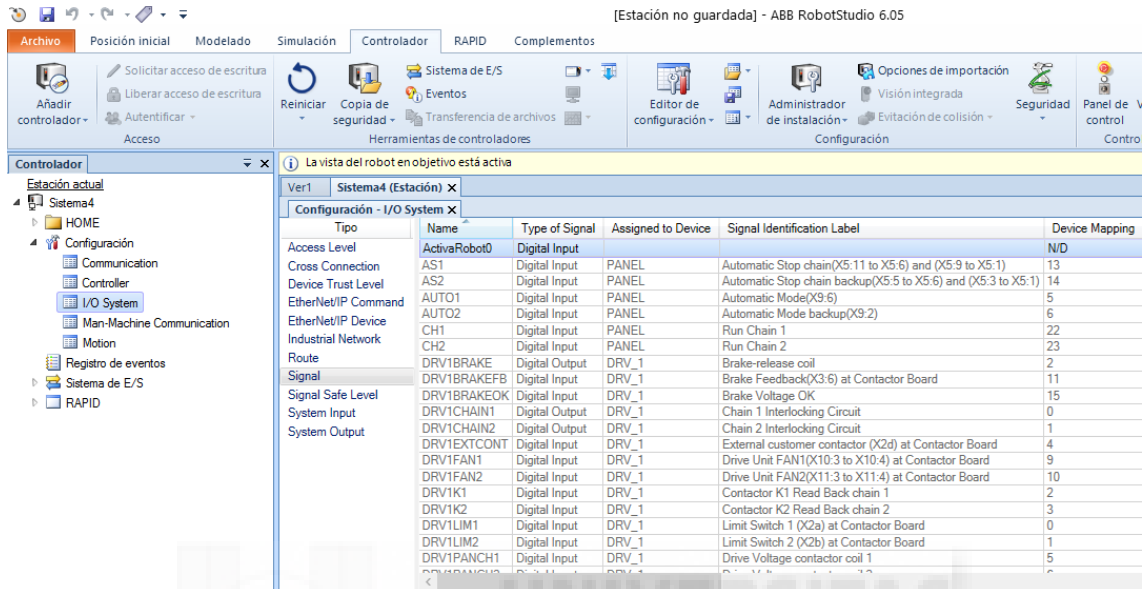 [Estación no guardada] - ABB RobotStudio 6.05
Archivo Posición inicial Modelado Simulación Controlador RAPID Complementos
Añadir controlador
Solicitar acceso de escritura
Liberar acceso de escritura
Autentificar
Acceso
Reiniciar
Copia de seguridad
Sistema de E/S
Eventos
Transferencia de archivos
Herramientas de controladores
Editor de configuración
Administrador de instalación
Opciones de importación
Visión integrada
Evitación de colisión
Seguridad
Configuración
Panel de control
Contro
Controlador
Estación actual
Sistema4
HOME
Configuración
Communication
Controller
I/O System
Man-Machine Communication
Motion
Registro de eventos
Sistema de E/S
RAPID
La vista del robot en objetivo está activa
Ver1 Sistema4 (Estación) X
Configuración - I/O System X
Tipo
Access Level
Cross Connection
Device Trust Level
EtherNet/IP Command
EtherNet/IP Device
Industrial Network
Route
Signal
Signal Safe Level
System Input
System Output
Name Type of Signal Assigned to Device Signal Identification Label Device Mapping
ActivaRobot0 Digital Input N/D
AS1 Digital Input PANEL Automatic Stop chain(X5:11 to X5:6) and (X5:9 to X5:1) 13
AS2 Digital Input PANEL Automatic Stop chain backup(X5:5 to X5:6) and (X5:3 to X5:1) 14
AUTO1 Digital Input PANEL Automatic Mode(X9:6) 5
AUTO2 Digital Input PANEL Automatic Mode backup(X9:2) 6
CH1 Digital Input PANEL Run Chain 1 22
CH2 Digital Input PANEL Run Chain 2 23
DRV1BRAKE Digital Output DRV_1 Brake-release coil 2
DRV1BRAKEFB Digital Input DRV_1 Brake Feedback(X3:6) at Contactor Board 11
DRV1BRAKEOK Digital Input DRV_1 Brake Voltage OK 15
DRV1CHAIN1 Digital Output DRV_1 Chain 1 Interlocking Circuit 0
DRV1CHAIN2 Digital Output DRV_1 Chain 2 Interlocking Circuit 1
DRV1EXTCONT Digital Input DRV_1 External customer contactor (X2d) at Contactor Board 4
DRV1FAN1 Digital Input DRV_1 Drive Unit FAN1(X10:3 to X10:4) at Contactor Board 9
DRV1FAN2 Digital Input DRV_1 Drive Unit FAN2(X11:3 to X11:4) at Contactor Board 10
DRV1K1 Digital Input DRV_1 Contactor K1 Read Back chain 1 2
DRV1K2 Digital Input DRV_1 Contactor K2 Read Back chain 2 3
DRV1LIM1 Digital Input DRV_1 Limit Switch 1 (X2a) at Contactor Board 0
DRV1LIM2 Digital Input DRV_1 Limit Switch 2 (X2b) at Contactor Board 1
DRV1PANCH1 Digital Input DRV_1 Drive Voltage contactor coil 1 5